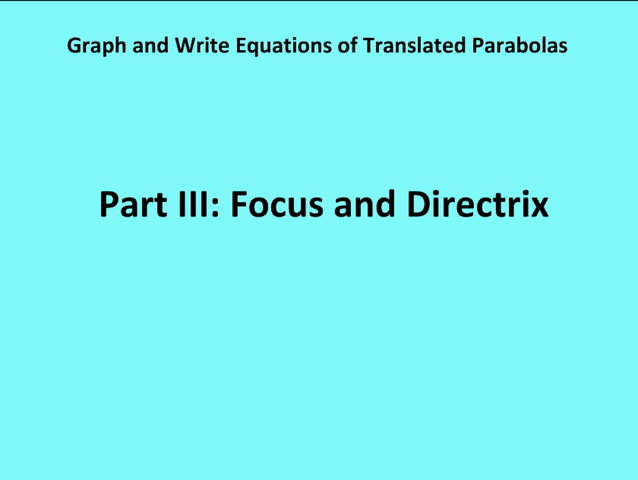 Graph and Write Equations of Translated Parabolas
Part III: Focus and Directrix